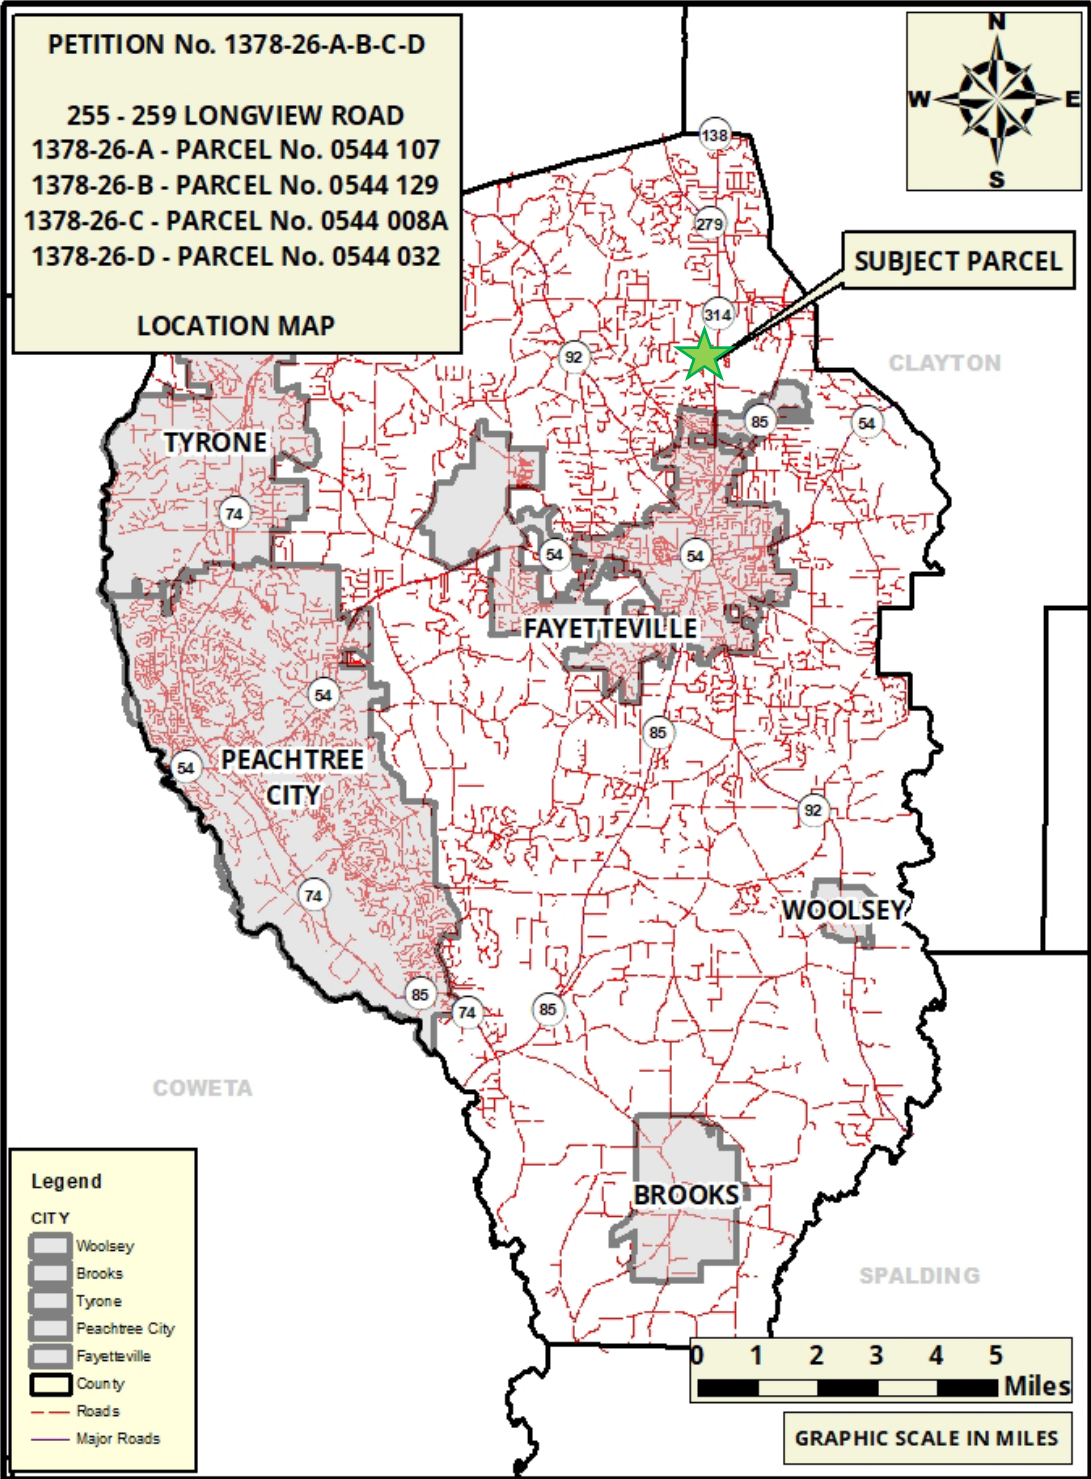 PETITION No. 1378-26-A-B-C-D
255 - 259 LONGVIEW ROAD
1378-26-A - PARCEL No. 0544 107
1378-26-B - PARCEL No. 0544 129
1378-26-C - PARCEL No. 0544 008A
1378-26-D - PARCEL No. 0544 032
LOCATION MAP
N
W E
S
138
279
SUBJECT PARCEL
314
92
CLAYTON
85
54
TYRONE
74
54
54
FAYETTEVILLE
54
85
PEACHTREE
CITY
54
92
74
WOOLSEY
85
74
85
COWETA
BROOKS
SPALDING
Legend
CITY
Woolsey
Brooks
Tyrone
Peachtree City
Fayetteville
County
Roads
Major Roads
0 1 2 3 4 5
Miles
GRAPHIC SCALE IN MILES